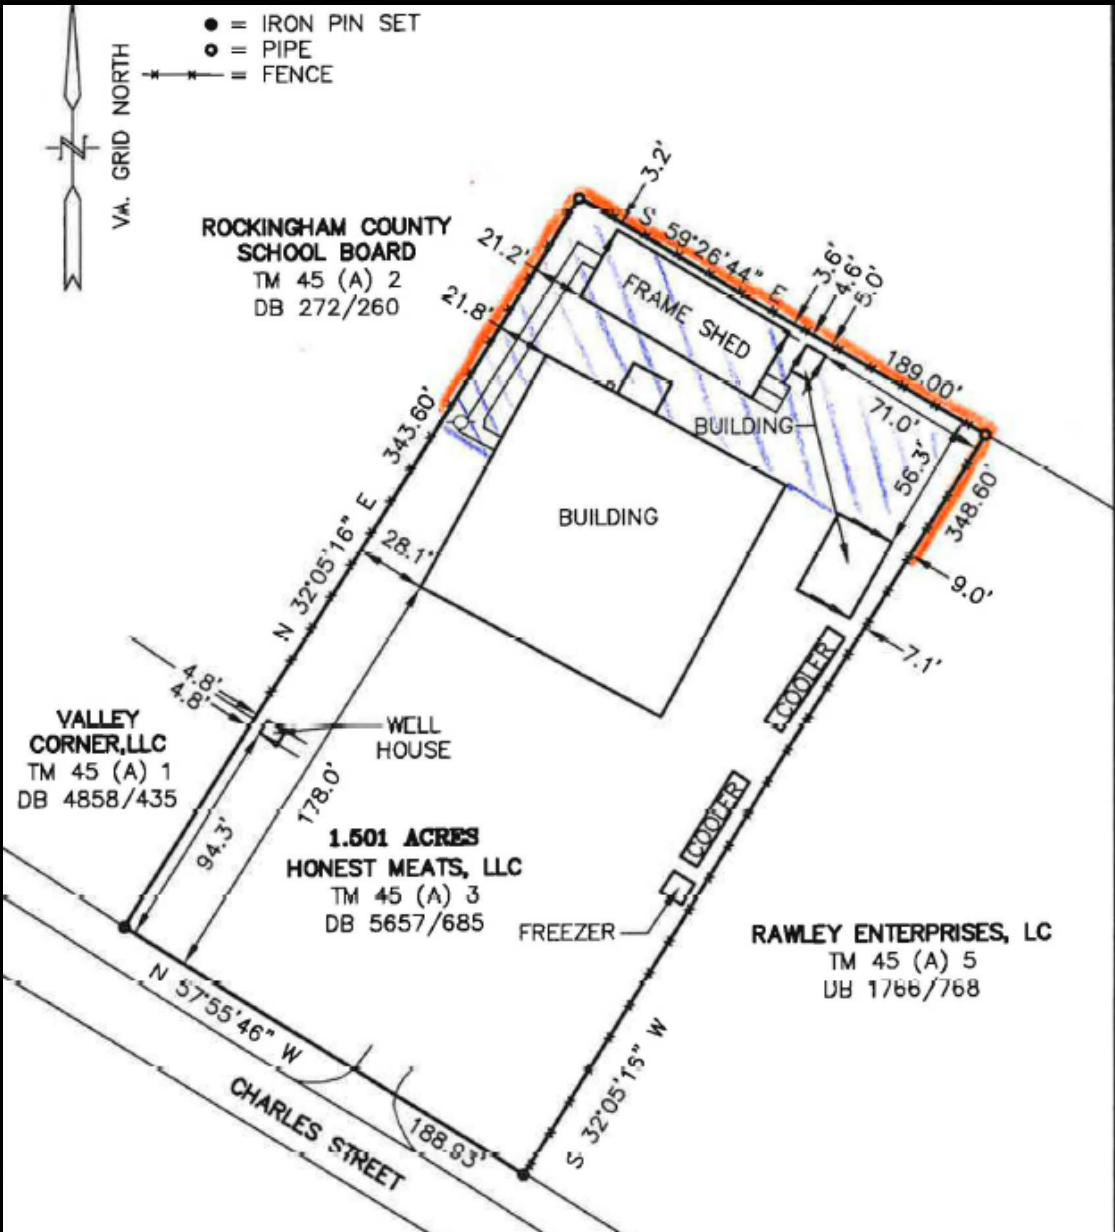 = IRON PIN SET
= PIPE
= FENCE
VA. GRID NORTH
N
ROCKINGHAM COUNTY
SCHOOL BOARD
TM 45 (A) 2
DB 272/260
3.2'
S 59°26'44" E
189.00'
21.2'
21.8'
FRAME SHED
3.6'
4.6'
5.0'
71.0'
BUILDING
56.3'
348.60'
343.60'
N 32°05'16" E
BUILDING
28.1'
9.0'
7.1'
COOLER
4.8'
4.8'
VALLEY
CORNER,LLC
TM 45 (A) 1
DB 4858/435
WELL
HOUSE
178.0'
94.3'
COOLER
1.501 ACRES
HONEST MEATS, LLC
TM 45 (A) 3
DB 5657/685
FREEZER
RAWLEY ENTERPRISES, LC
TM 45 (A) 5
DB 1766/768
N 57°55'46" W
188.93'
S 32°05'15" W
CHARLES STREET